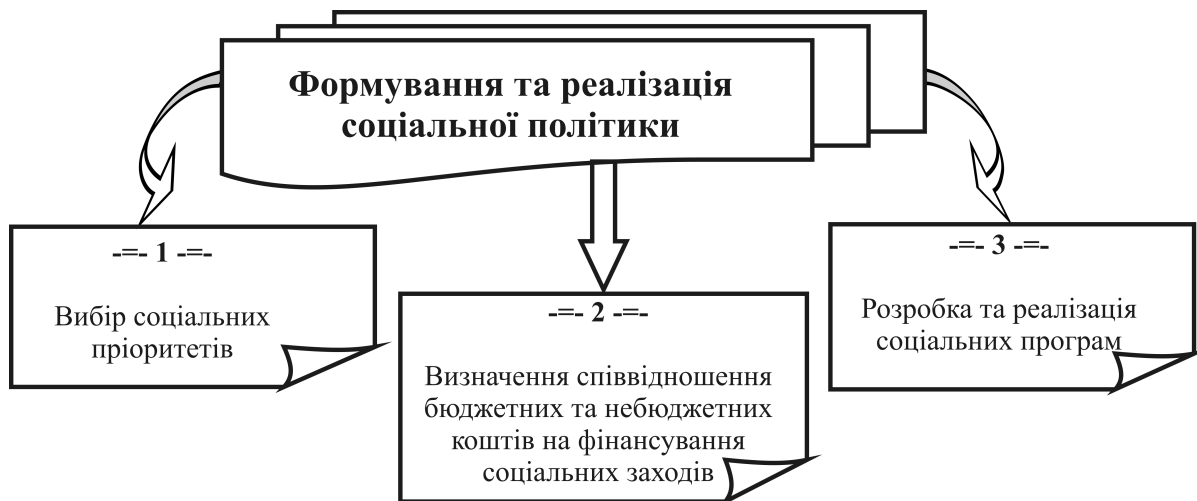 Формування та реалізація
соціальної політики
-=- 1 -=-
Вибір соціальних
пріоритетів
-=- 2 -=-
Визначення співвідношення
бюджетних та небюджетних
коштів на фінансування
соціальних заходів
-=- 3 -=-
Розробка та реалізація
соціальних програм